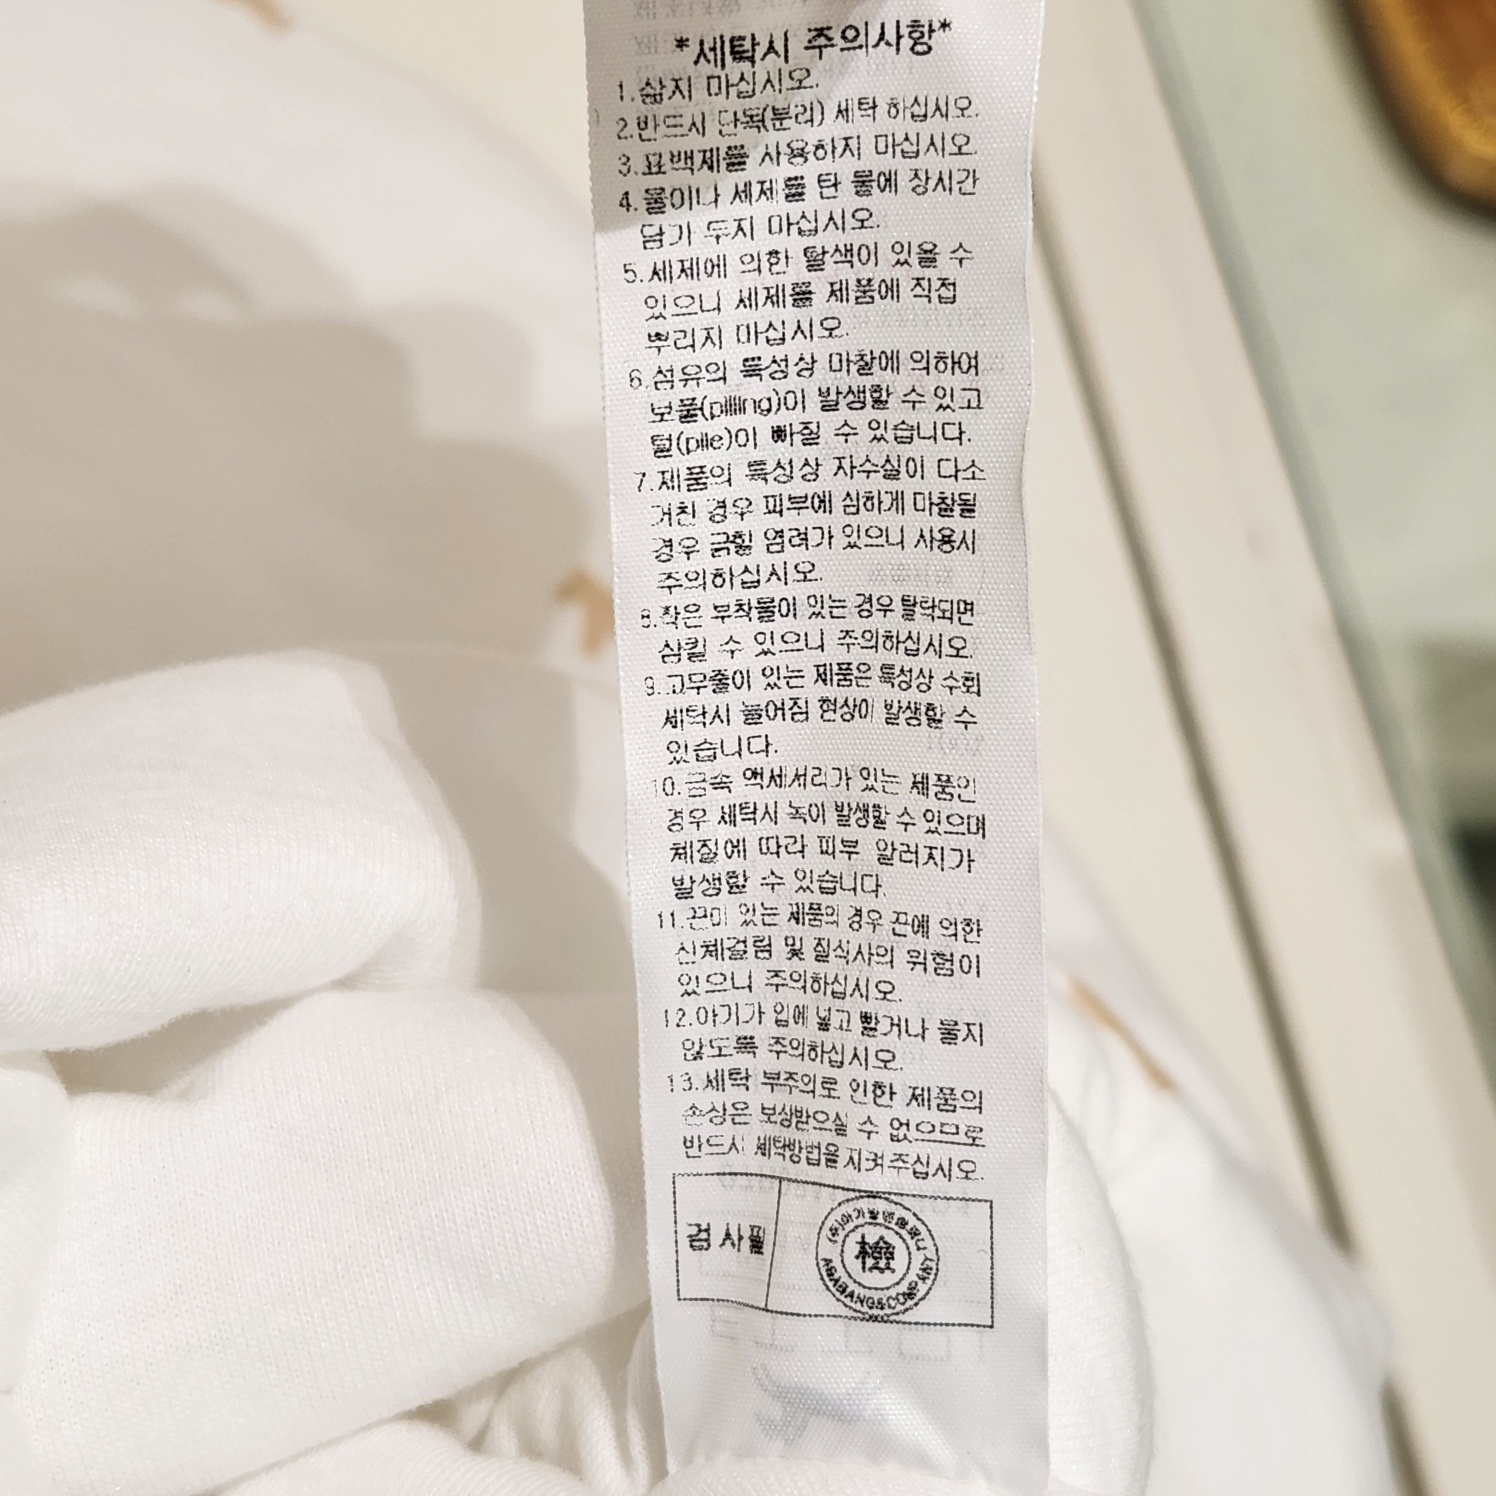 *세탁시 주의사항*
1.삶지 마십시오.
2.반드시 단독(분리) 세탁 하십시오.
3.표백제를 사용하지 마십시오.
4.물이나 세제를 탄 물에 장시간
담가 두지 마십시오.
5.세제에 의한 탈색이 있을 수
있으니 세제를 제품에 직접
뿌리지 마십시오.
6.섬유의 특성상 마찰에 의하여
보풀(pilling)이 발생할 수 있고
털(pile)이 빠질 수 있습니다.
7.제품의 특성상 자수실이 다소
거친 경우 피부에 심하게 마찰될
경우 긁힐 염려가 있으니 사용시
주의하십시오.
8.작은 부착물이 있는 경우 탈락되면
삼킬 수 있으니 주의하십시오.
9.고무줄이 있는 제품은 특성상 수회
세탁시 늘어짐 현상이 발생할 수
있습니다.
10.금속 액세서리가 있는 제품인
경우 세탁시 녹이 발생할 수 있으며
체질에 따라 피부 알러지가
발생할 수 있습니다.
11.끈이 있는 제품의 경우 끈에 의한
신체걸림 및 질식사의 위험이
있으니 주의하십시오.
12.아기가 입에 넣고 빨거나 물지
않도록 주의하십시오.
13.세탁 부주의로 인한 제품의
손상은 보상받으실 수 없으므로
반드시 세탁방법을 지켜주십시오.
검사필
(주)아가방앤컴퍼니
檢
AGABANG&COMPANY